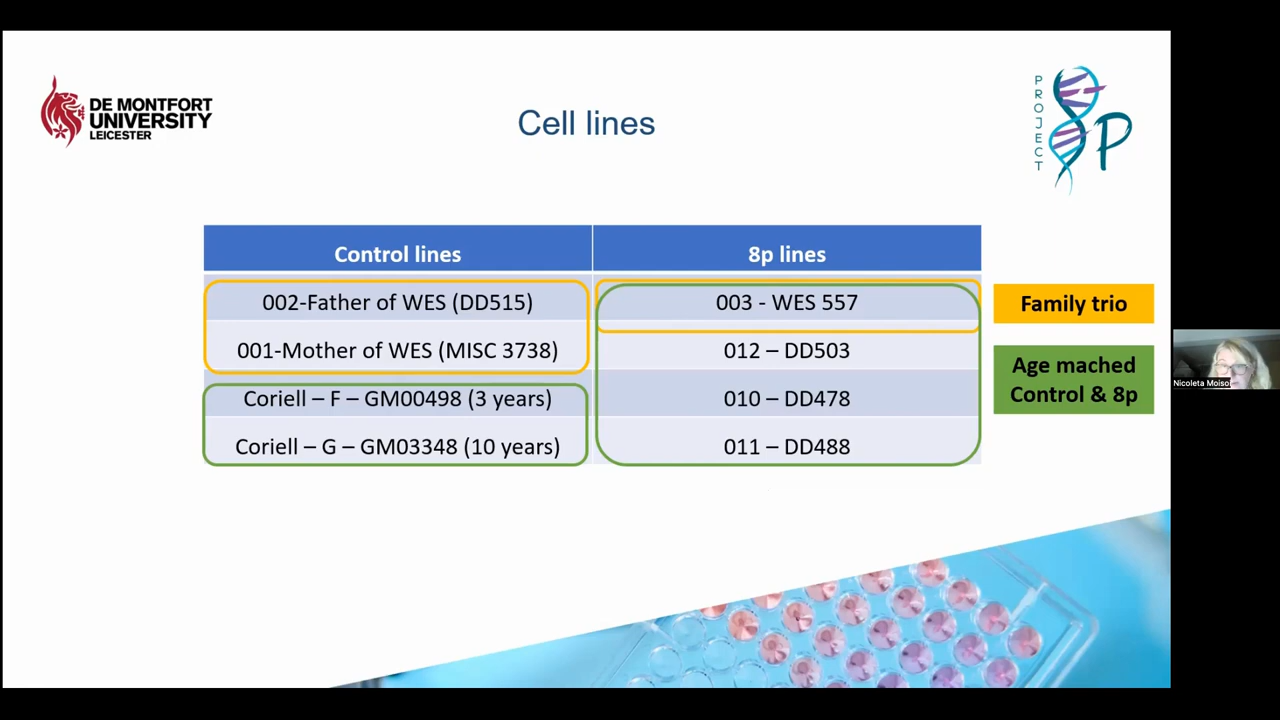 DE MONTFORT
UNIVERSITY
LEICESTER
Cell lines
PROJECT
8P
Control lines
8p lines
002-Father of WES (DD515)
003 - WES 557
001-Mother of WES (MISC 3738)
012 – DD503
Coriell – F – GM00498 (3 years)
010 – DD478
Coriell – G – GM03348 (10 years)
011 – DD488
Family trio
Age mached
Control & 8p
Nicoleta Moiso